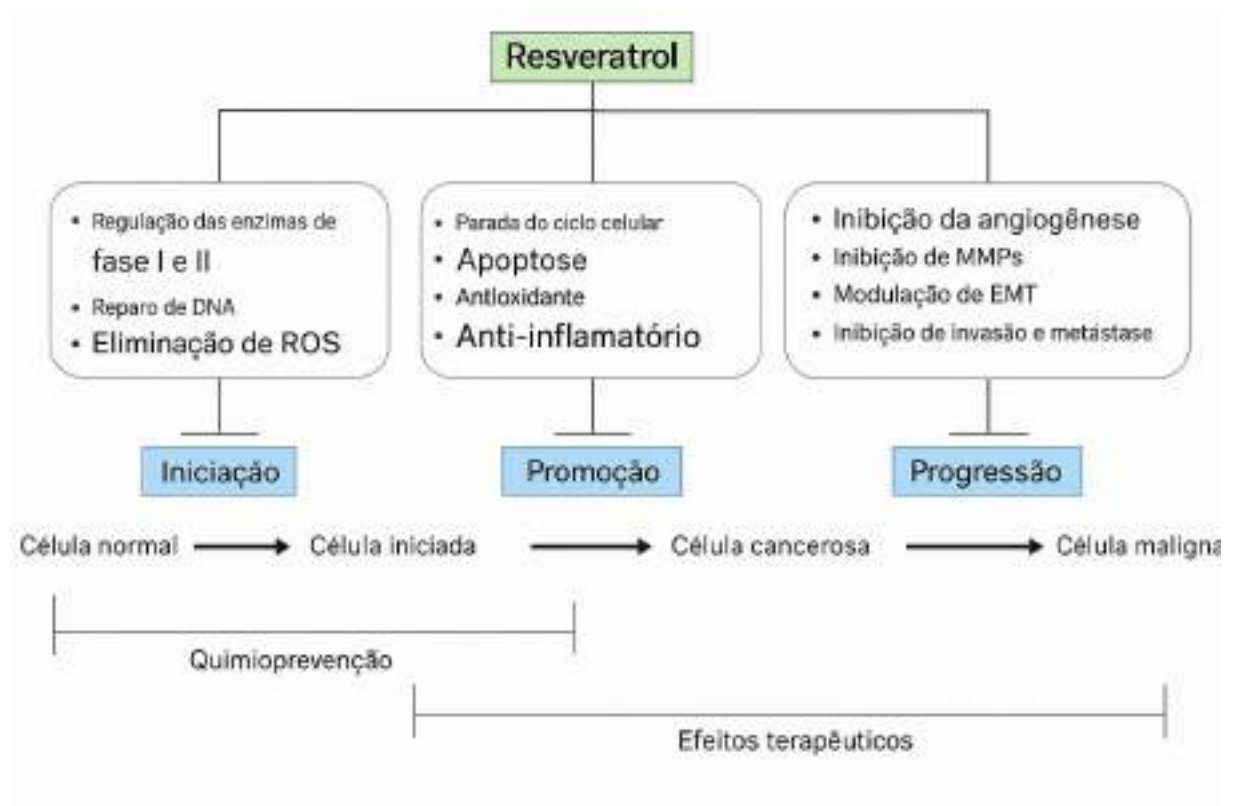 Resveratrol
• Regulação das enzimas de
fase I e II
• Reparo de DNA
• Eliminação de ROS
• Parada do ciclo celular
• Apoptose
• Antioxidante
• Anti-inflamatório
• Inibição da angiogênese
• Inibição de MMPs
• Modulação de EMT
• Inibição de invasão e metástase
Iniciação
Promoção
Progressão
Célula normal
Célula iniciada
Célula cancerosa
Célula maligna
Quimioprevenção
Efeitos terapêuticos